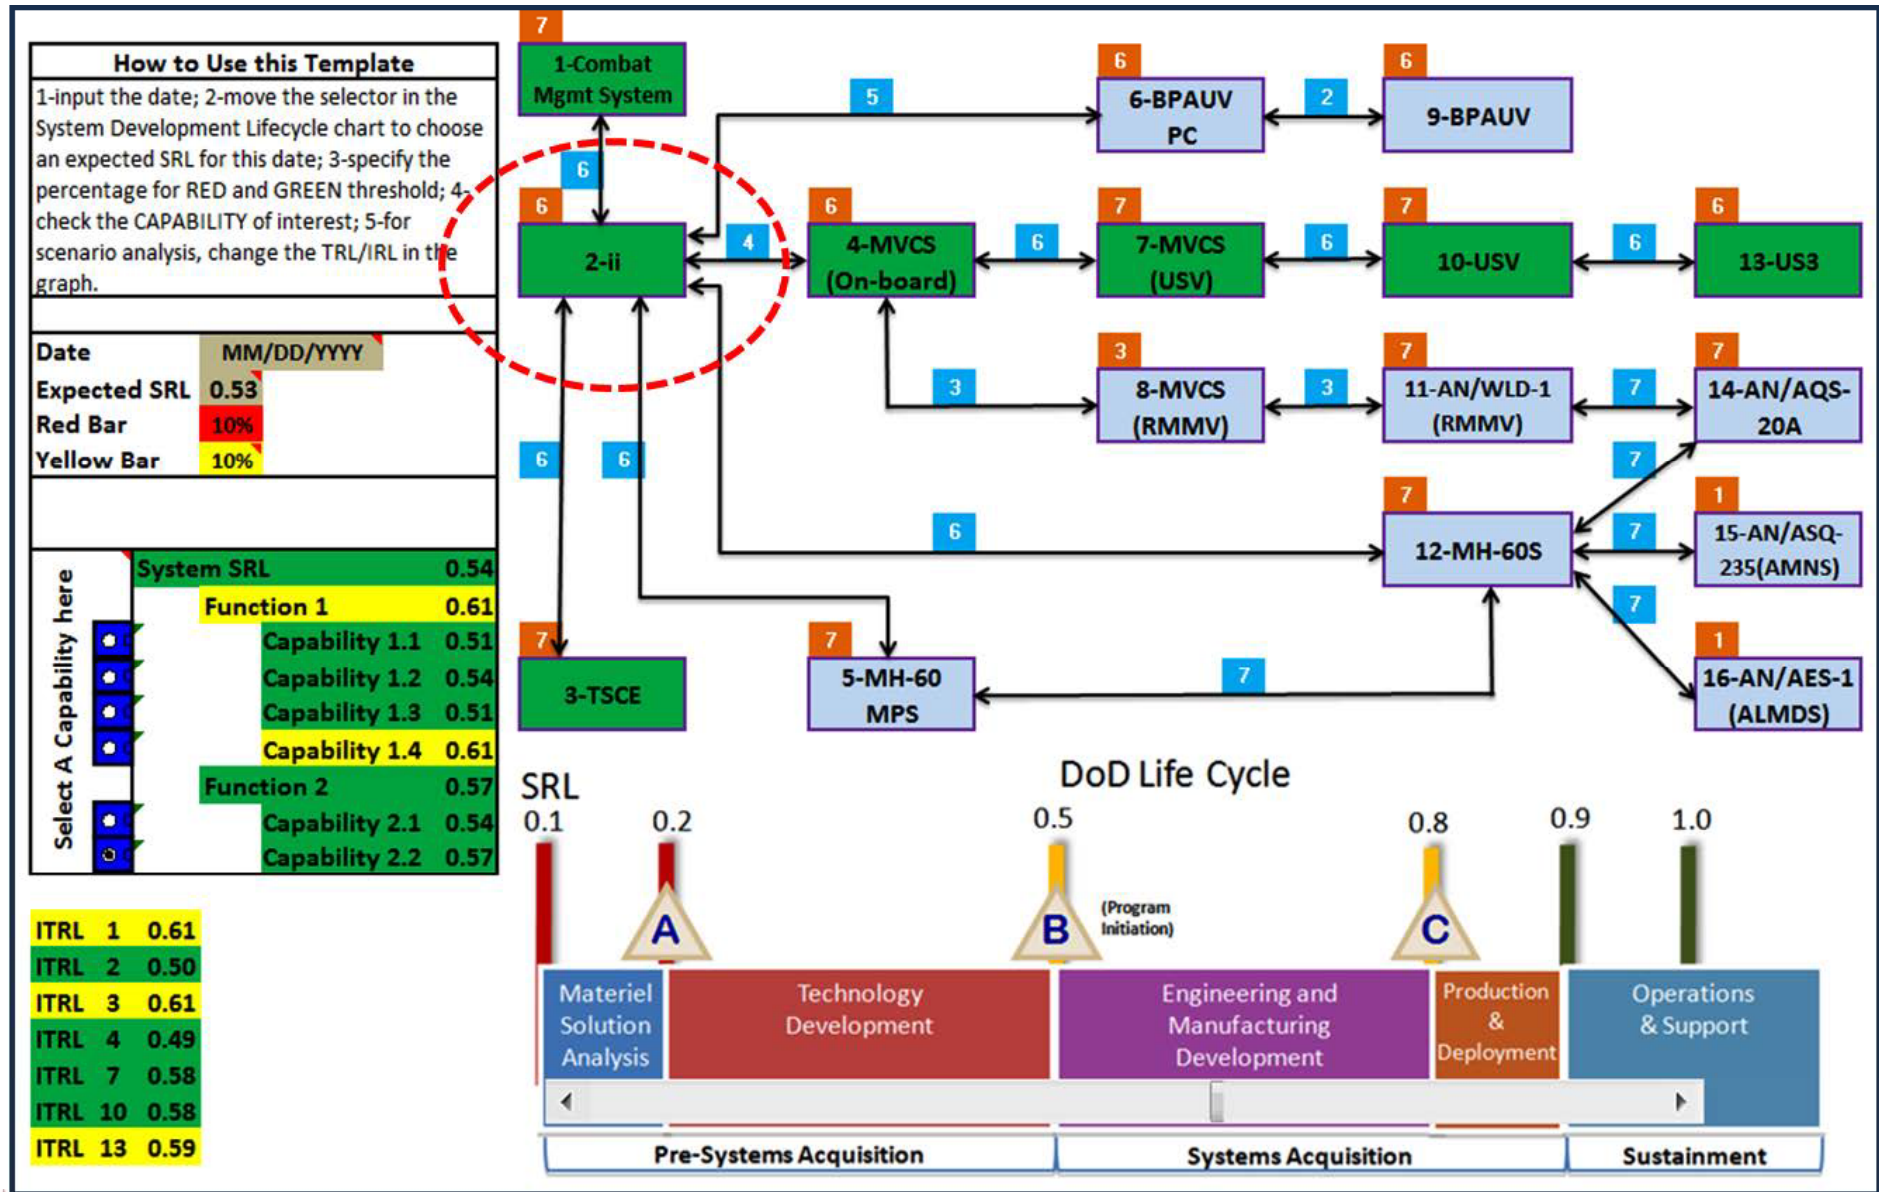 How to Use this Template
1-input the date; 2-move the selector in the
System Development Lifecycle chart to choose
an expected SRL for this date; 3-specify the
percentage for RED and GREEN threshold; 4-
check the CAPABILITY of interest; 5-for
scenario analysis, change the TRL/IRL in the
graph.
Date MM/DD/YYYY
Expected SRL 0.53
Red Bar 10%
Yellow Bar 10%
Select A Capability here
System SRL 0.54
Function 1 0.61
Capability 1.1 0.51
Capability 1.2 0.54
Capability 1.3 0.51
Capability 1.4 0.61
Function 2 0.57
Capability 2.1 0.54
Capability 2.2 0.57
ITRL 1 0.61
ITRL 2 0.50
ITRL 3 0.61
ITRL 4 0.49
ITRL 7 0.58
ITRL 10 0.58
ITRL 13 0.59
7
1-Combat
Mgmt System
5
6
6-BPAUV
PC
2
6
9-BPAUV
6
6
2-ii
4
6
4-MVCS
(On-board)
6
7
7-MVCS
(USV)
6
7
10-USV
6
6
13-US3
3
3
8-MVCS
(RMMV)
3
7
11-AN/WLD-1
(RMMV)
7
7
14-AN/AQS-
20A
6
6
7
6
7
12-MH-60S
7
1
15-AN/ASQ-
235(AMNS)
7
7
3-TSCE
7
5-MH-60
MPS
7
1
16-AN/AES-1
(ALMDS)
SRL
DoD Life Cycle
0.1 0.2 0.5 0.8 0.9 1.0
A
B
(Program
Initiation)
C
Materiel
Solution
Analysis
Technology
Development
Engineering and
Manufacturing
Development
Production
&
Deployment
Operations
& Support
Pre-Systems Acquisition
Systems Acquisition
Sustainment